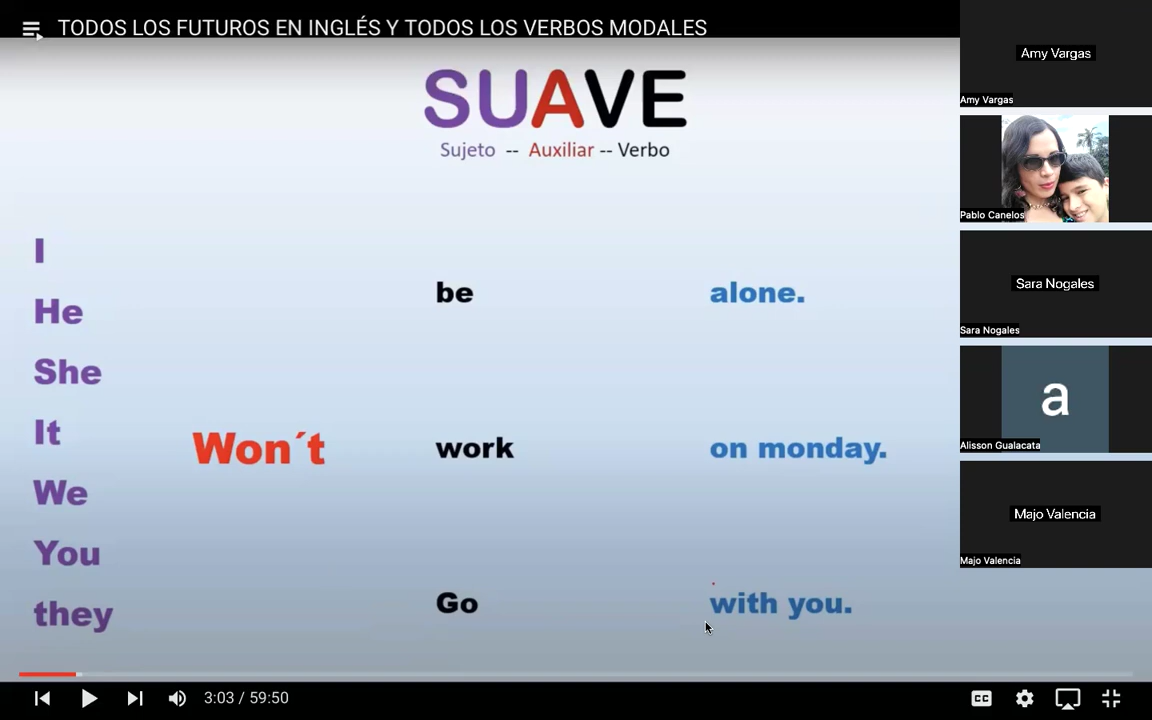 TODOS LOS FUTUROS EN INGLÉS Y TODOS LOS VERBOS MODALES
SUAVE
Sujeto -- Auxiliar -- Verbo
I
He
She
It
We
You
they
Won´t
be
work
Go
alone.
on monday.
with you.
3:03 / 59:50
CC
Amy Vargas
Amy Vargas
Pablo Canelos
Sara Nogales
Sara Nogales
a
Alisson Gualacata
Majo Valencia
Majo Valencia